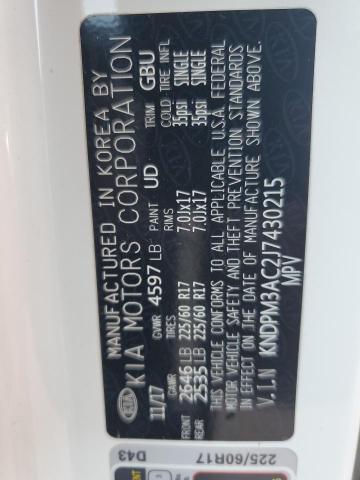 MANUFACTURED IN KOREA BY
KIA KIA MOTORS CORPORATION
11/17 GVWR 4597 LB PAINT UD TRIM GBU
GAWR TIRES COLD TIRE INFL
FRONT 2646 LB 225/60 R17 7.0JX17 35psi SINGLE
REAR 2535 LB 225/60 R17 7.0JX17 35psi SINGLE
THIS VEHICLE CONFORMS TO ALL APPLICABLE U.S.A. FEDERAL
MOTOR VEHICLE SAFETY AND THEFT PREVENTION STANDARDS
IN EFFECT ON THE DATE OF MANUFACTURE SHOWN ABOVE.
V.I.N KNDPM3AC2J7430215
MPV
D43 225/60R17